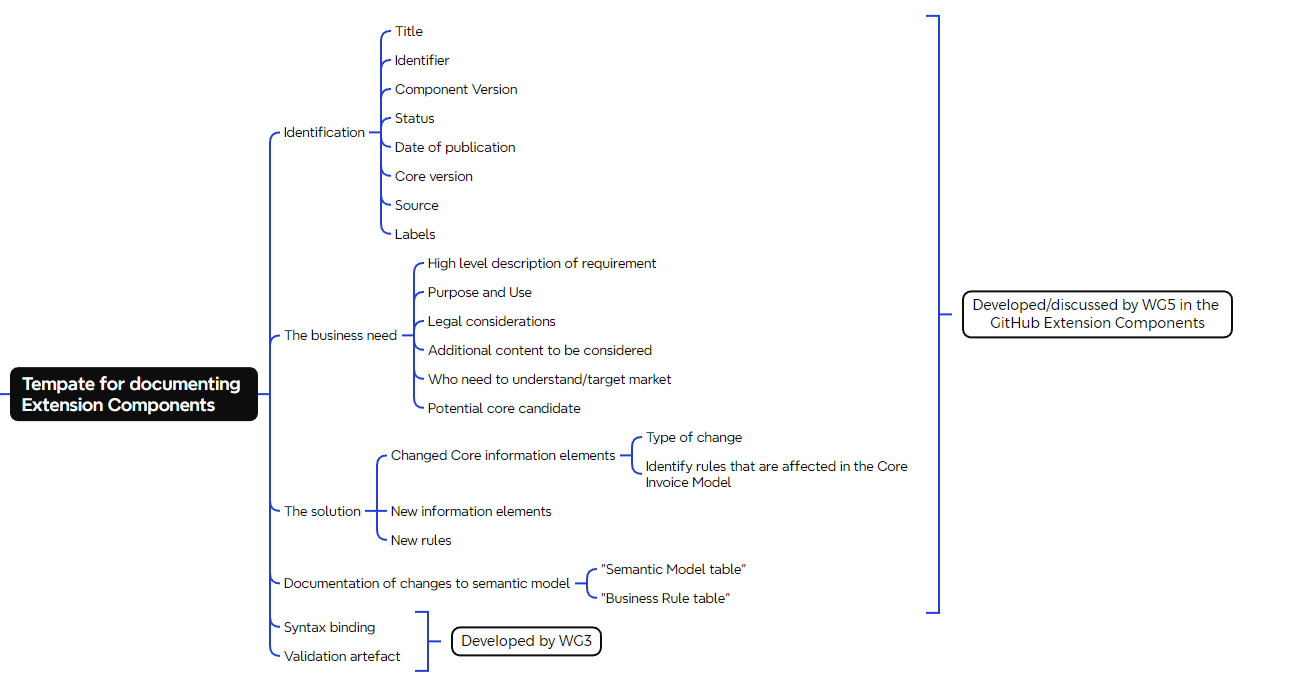 Tempate for documenting
Extension Components
Identification
Title
Identifier
Component Version
Status
Date of publication
Core version
Source
Labels
The business need
High level description of requirement
Purpose and Use
Legal considerations
Additional content to be considered
Who need to understand/target market
Potential core candidate
The solution
Changed Core information elements
Type of change
Identify rules that are affected in the Core
Invoice Model
New information elements
New rules
Documentation of changes to semantic model
"Semantic Model table"
"Business Rule table"
Syntax binding
Validation artefact
Developed by WG3
Developed/discussed by WG5 in the
GitHub Extension Components